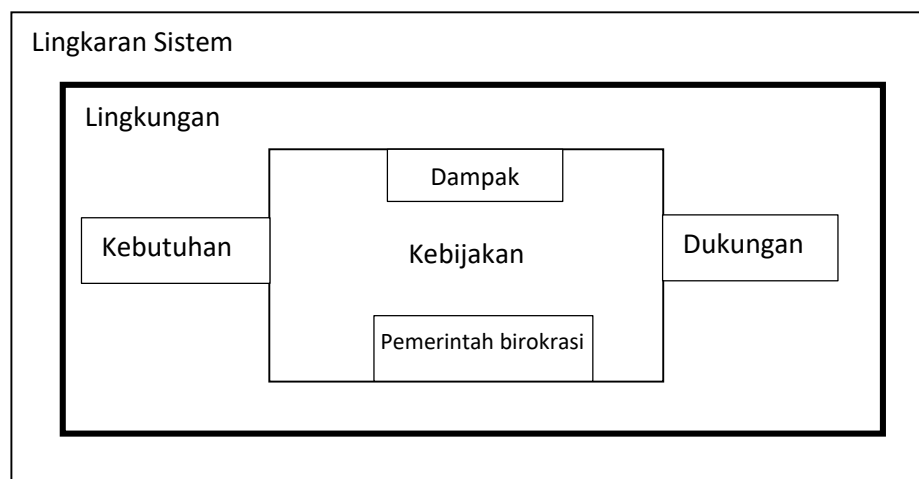 Lingkaran Sistem
Lingkungan
Dampak
Kebutuhan
Kebijakan
Dukungan
Pemerintah birokrasi